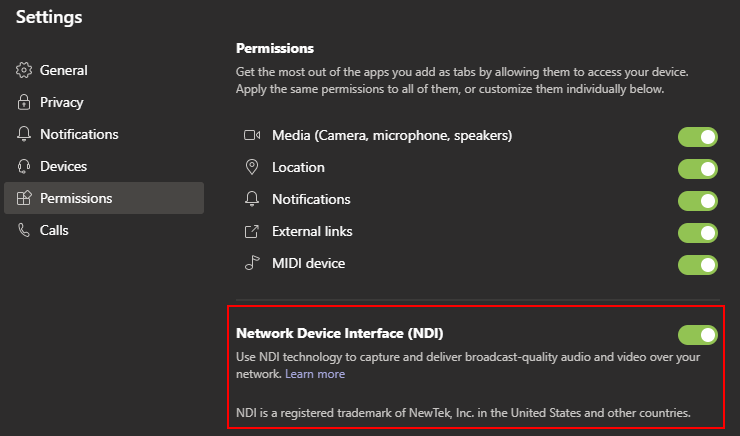 Settings
General
Privacy
Notifications
Devices
Permissions
Calls
Permissions
Get the most out of the apps you add as tabs by allowing them to access your device.
Apply the same permissions to all of them, or customize them individually below.
Media (Camera, microphone, speakers)
Location
Notifications
External links
MIDI device
Network Device Interface (NDI)
Use NDI technology to capture and deliver broadcast-quality audio and video over your
network. Learn more
NDI is a registered trademark of NewTek, Inc. in the United States and other countries.